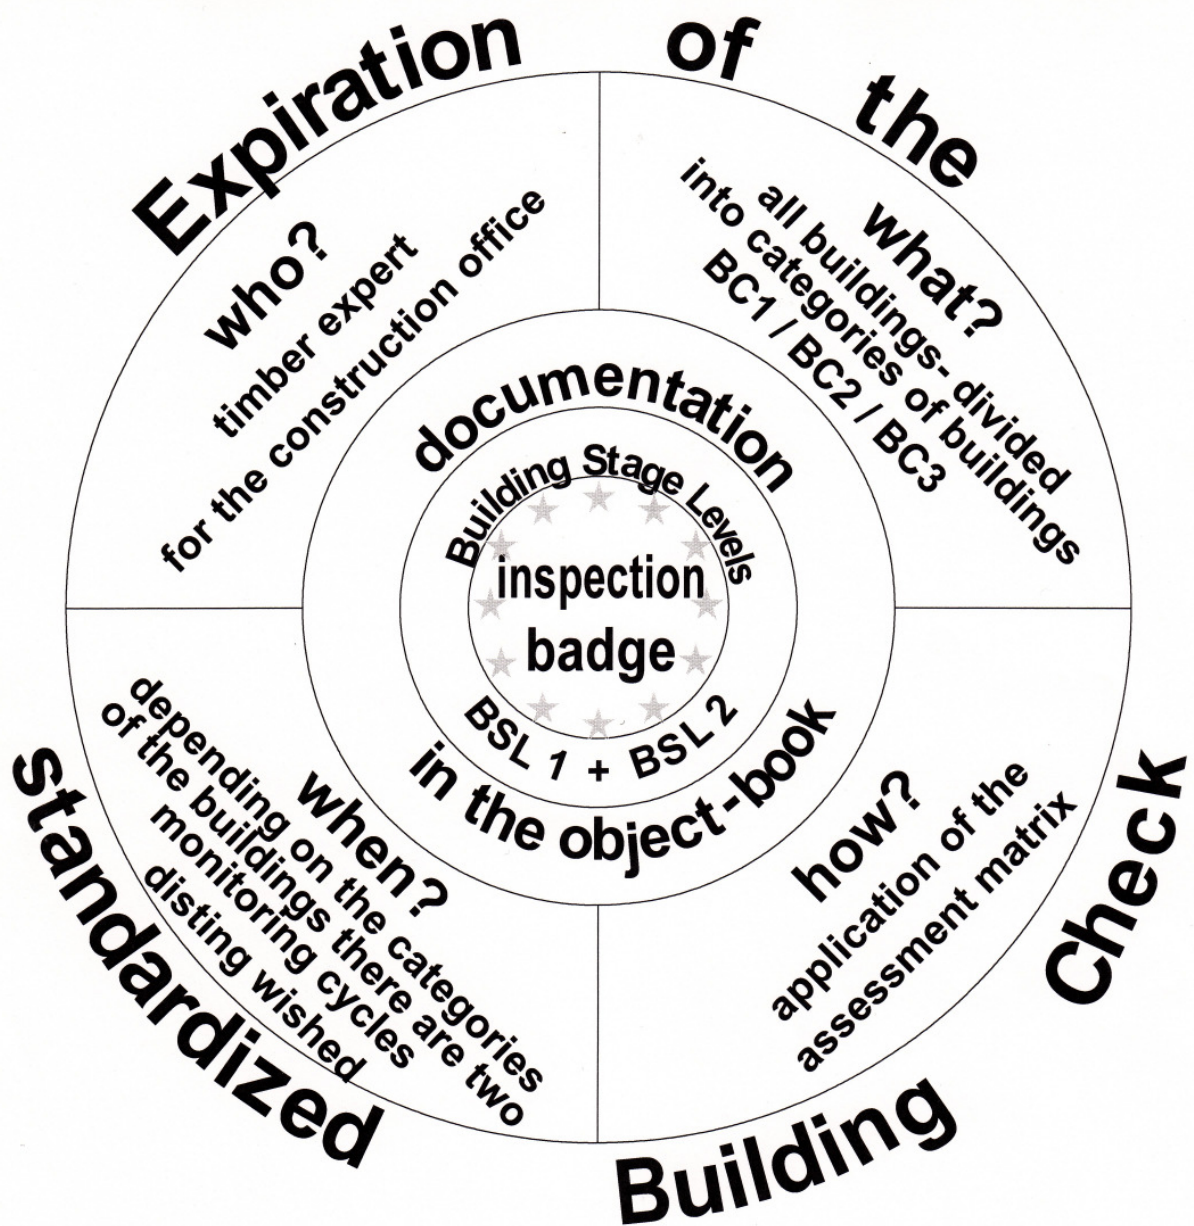 Expiration of the
standardized Building Check
who?
timber expert
for the construction office
what?
all buildings- divided
into categories of buildings
BC1 / BC2 / BC3
when?
depending on the categories
of the buildings there are two
monitoring cycles
disting wished
how?
application of the
assessment matrix
documentation
in the object-book
Building Stage Levels
BSL 1 + BSL 2
inspection
badge